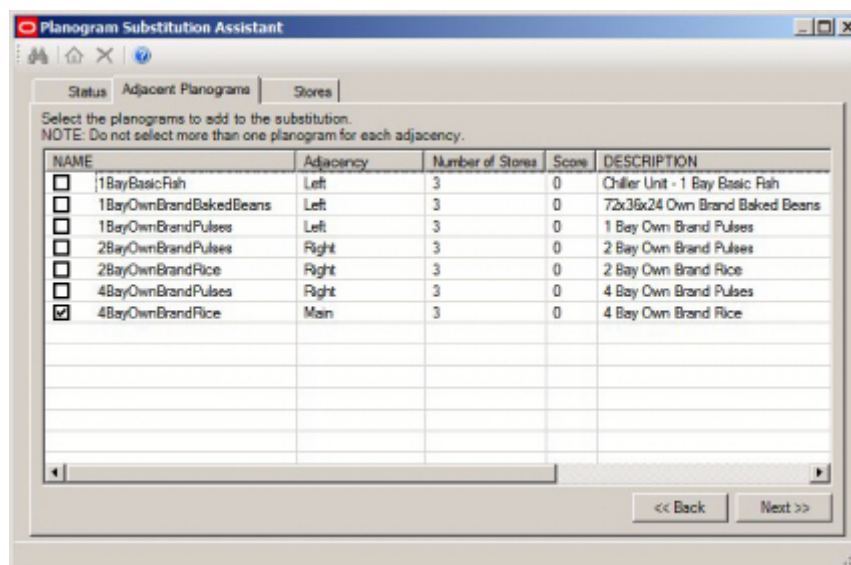 Planogram Substitution Assistant
Status Adjacent Planograms Stores
Select the planograms to add to the substitution.
NOTE: Do not select more than one planogram for each adjacency.
NAME Adjacency Number of Stores Score DESCRIPTION
1BayBasicFish Left 3 0 Chiller Unit - 1 Bay Basic Fish
1BayOwnBrandBakedBeans Left 3 0 72x36x24 Own Brand Baked Beans
1BayOwnBrandPulses Left 3 0 1 Bay Own Brand Pulses
2BayOwnBrandPulses Right 3 0 2 Bay Own Brand Pulses
2BayOwnBrandRice Right 3 0 2 Bay Own Brand Rice
4BayOwnBrandPulses Right 3 0 4 Bay Own Brand Pulses
4BayOwnBrandRice Main 3 0 4 Bay Own Brand Rice
<< Back Next >>